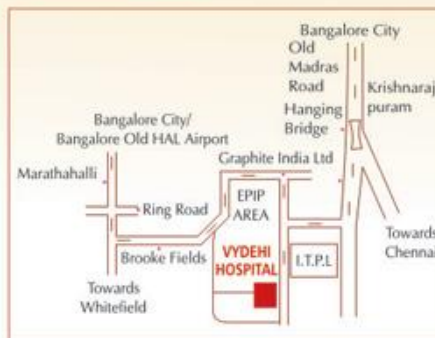 Bangalore City
Old
Madras
Road
Krishnaraj
puram
Hanging
Bridge
Bangalore City/
Bangalore Old HAL Airport
Graphite India Ltd
Marathahalli
EPIP
AREA
Ring Road
Towards
Chennai
VYDEHI
HOSPITAL
I.T.P.L
Brooke Fields
Towards
Whitefield